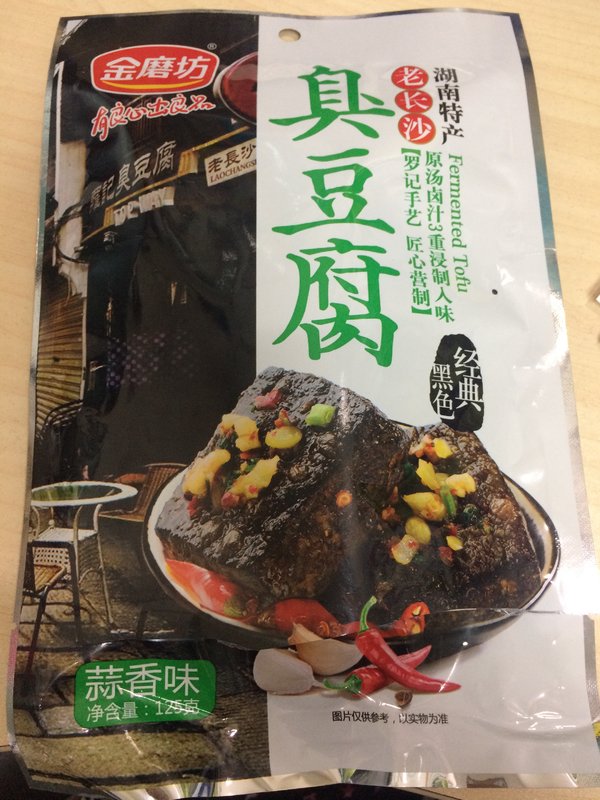 金磨坊®
有良心出良品
臭豆腐
老長沙
LAOCHANGSHA
臭豆腐
湖南特产
老长沙
Fermented Tofu
原汤卤汁3重浸制入味
【罗记手艺 匠心营制】
经典
黑色
蒜香味
净含量：125克
图片仅供参考，以实物为准